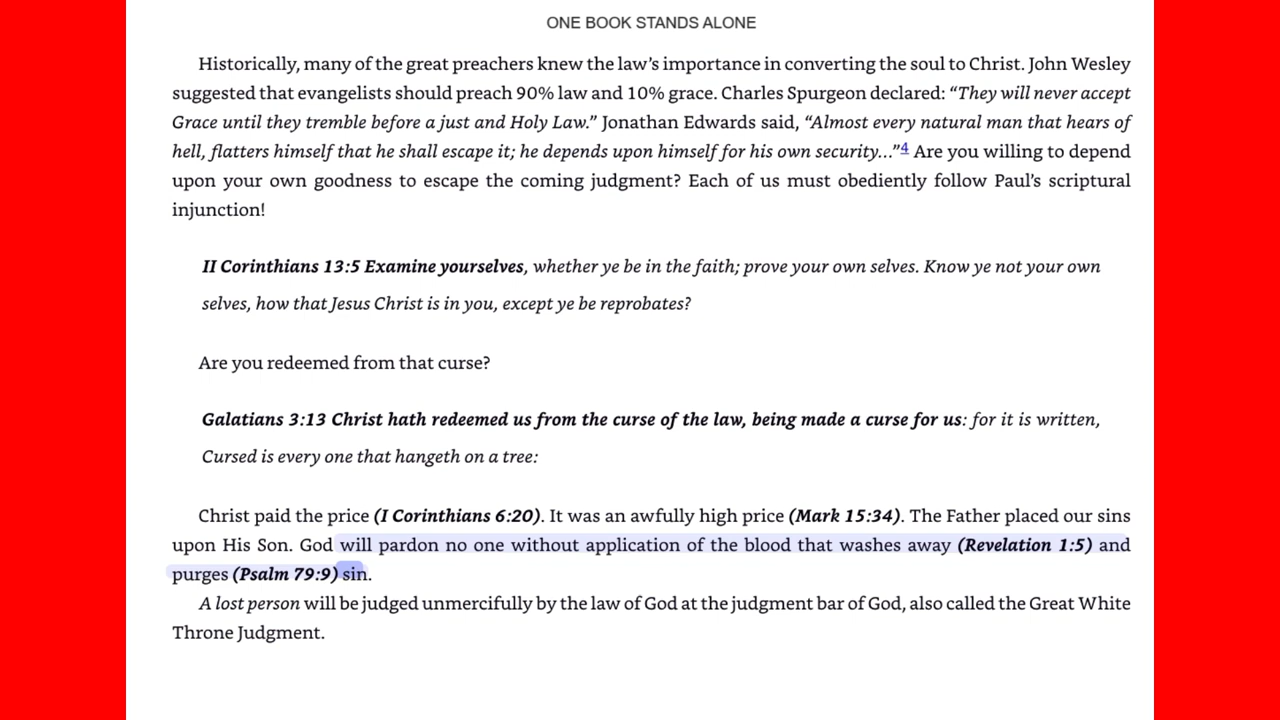 ONE BOOK STANDS ALONE
Historically, many of the great preachers knew the law’s importance in converting the soul to Christ. John Wesley
suggested that evangelists should preach 90% law and 10% grace. Charles Spurgeon declared: “They will never accept
Grace until they tremble before a just and Holy Law.” Jonathan Edwards said, “Almost every natural man that hears of
hell, flatters himself that he shall escape it; he depends upon himself for his own security...”4 Are you willing to depend
upon your own goodness to escape the coming judgment? Each of us must obediently follow Paul’s scriptural
injunction!
II Corinthians 13:5 Examine yourselves, whether ye be in the faith; prove your own selves. Know ye not your own
selves, how that Jesus Christ is in you, except ye be reprobates?
Are you redeemed from that curse?
Galatians 3:13 Christ hath redeemed us from the curse of the law, being made a curse for us: for it is written,
Cursed is every one that hangeth on a tree:
Christ paid the price (I Corinthians 6:20). It was an awfully high price (Mark 15:34). The Father placed our sins
upon His Son. God will pardon no one without application of the blood that washes away (Revelation 1:5) and
purges (Psalm 79:9) sin.
A lost person will be judged unmercifully by the law of God at the judgment bar of God, also called the Great White
Throne Judgment.